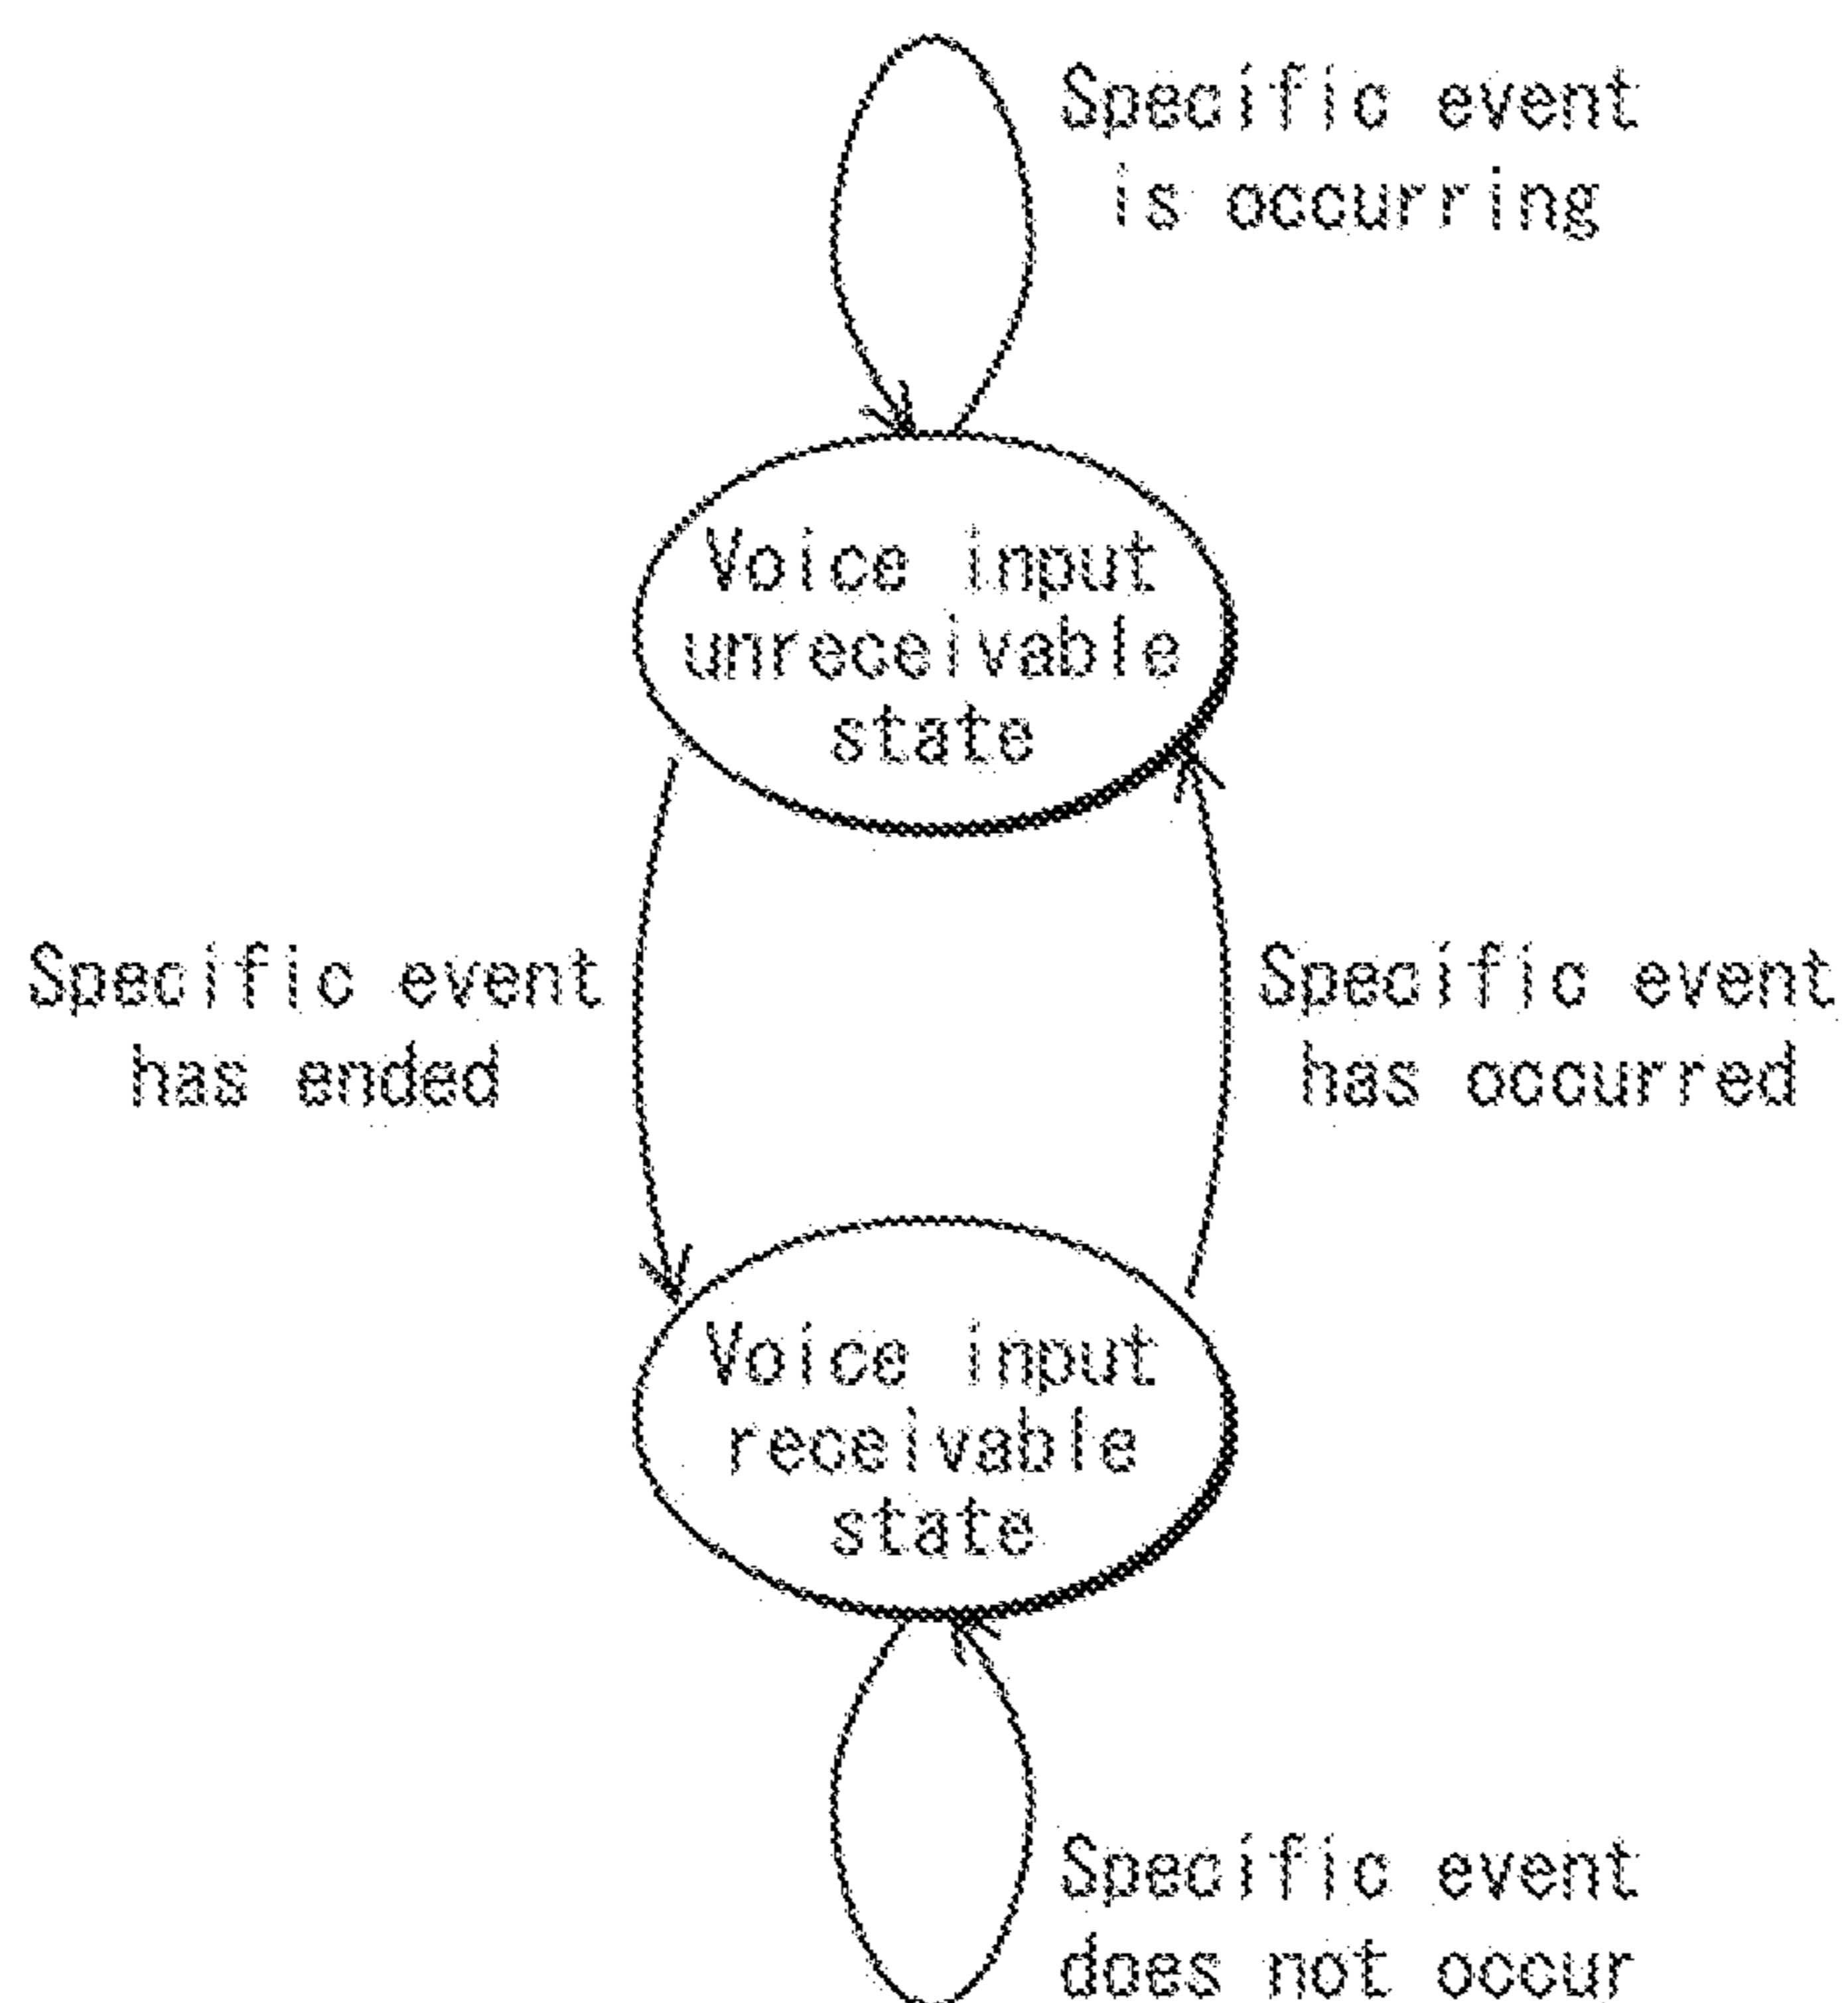 Specific event
is occurring
Voice input
unreceivable
state
Specific event
has ended
Specific event
has occurred
Voice input
receivable
state
Specific event
does not occur